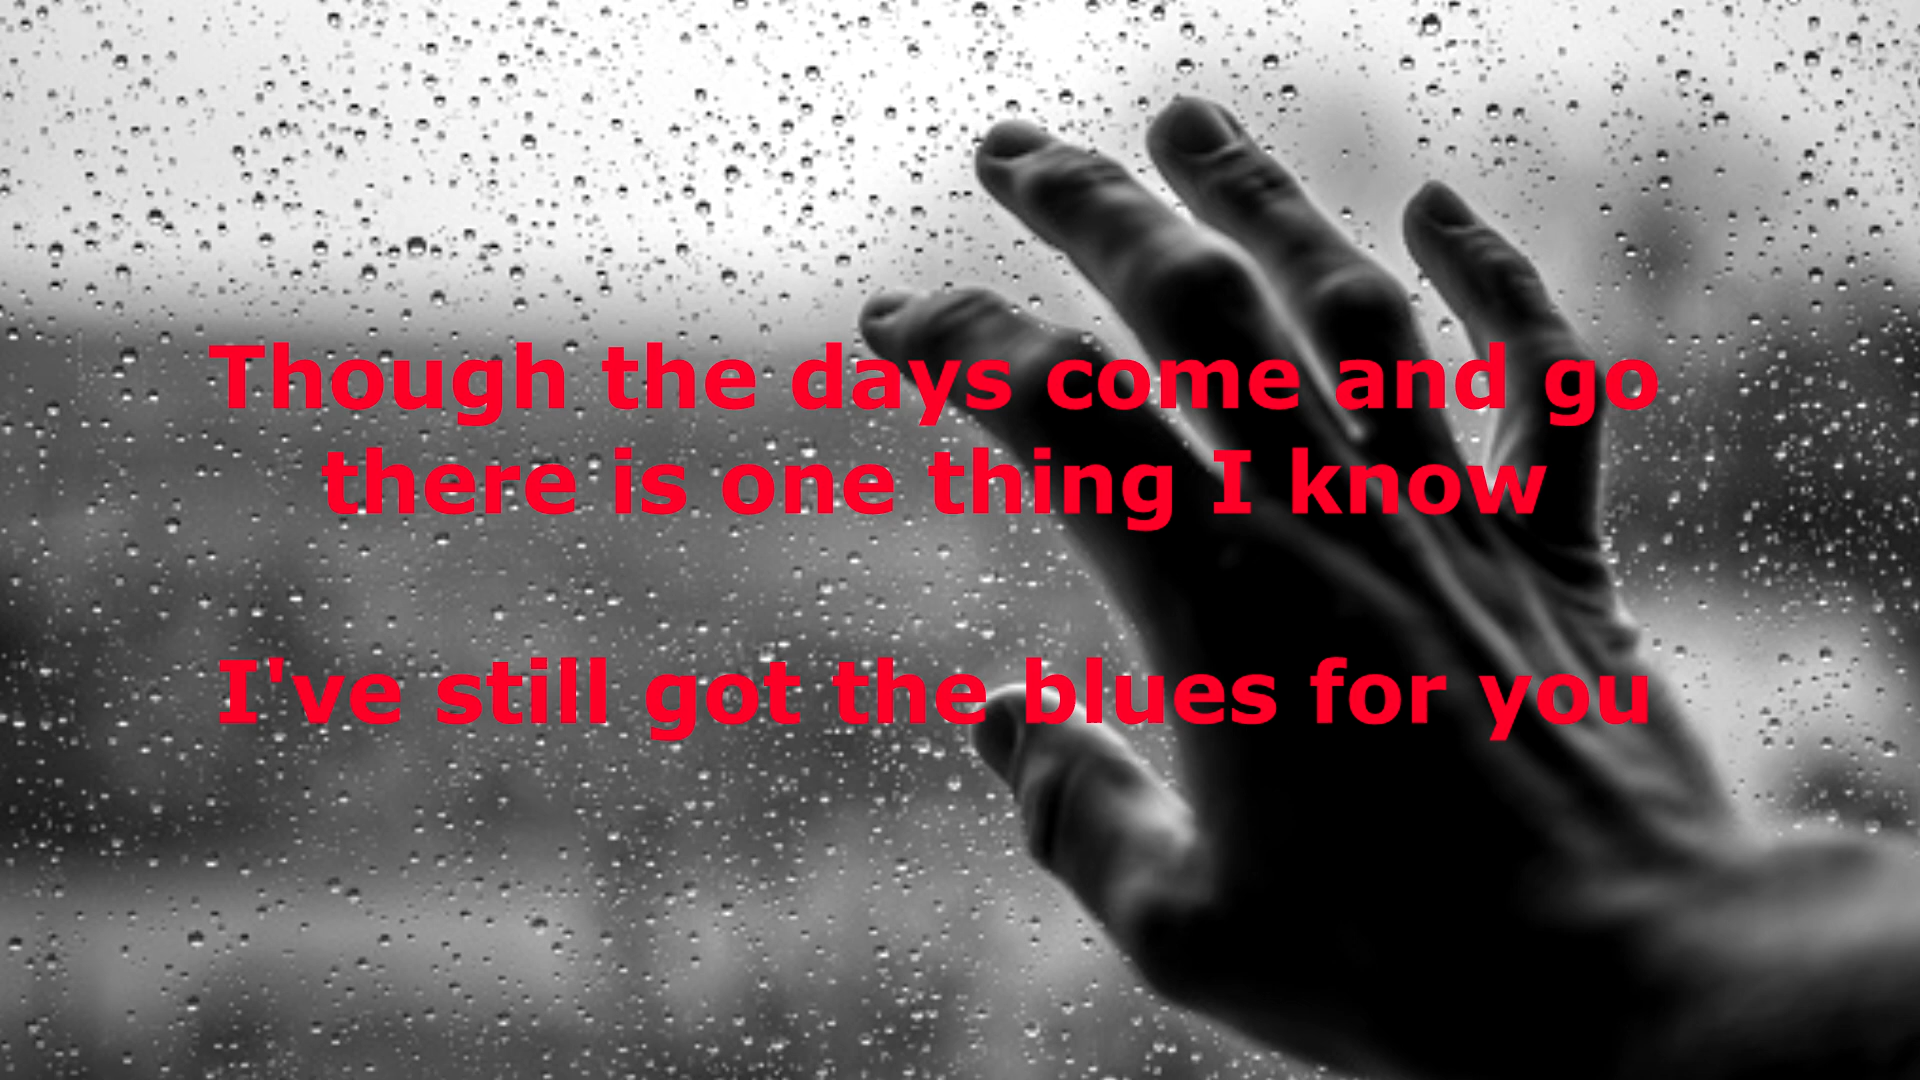 Though the days come and go
there is one thing I know
I've still got the blues for you